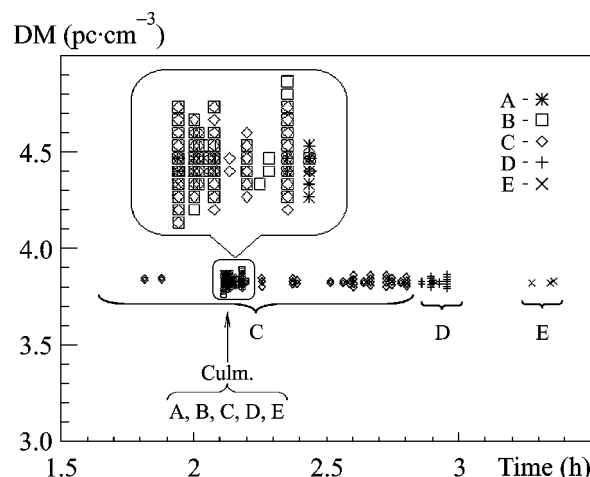 DM (pc·cm⁻³)
A - ✳
B - □
C - ◇
D - +
E - ×
4.5
4.0
C
D
E
3.5
Culm.
A, B, C, D, E
3.0
1.5
2
2.5
3
Time (h)